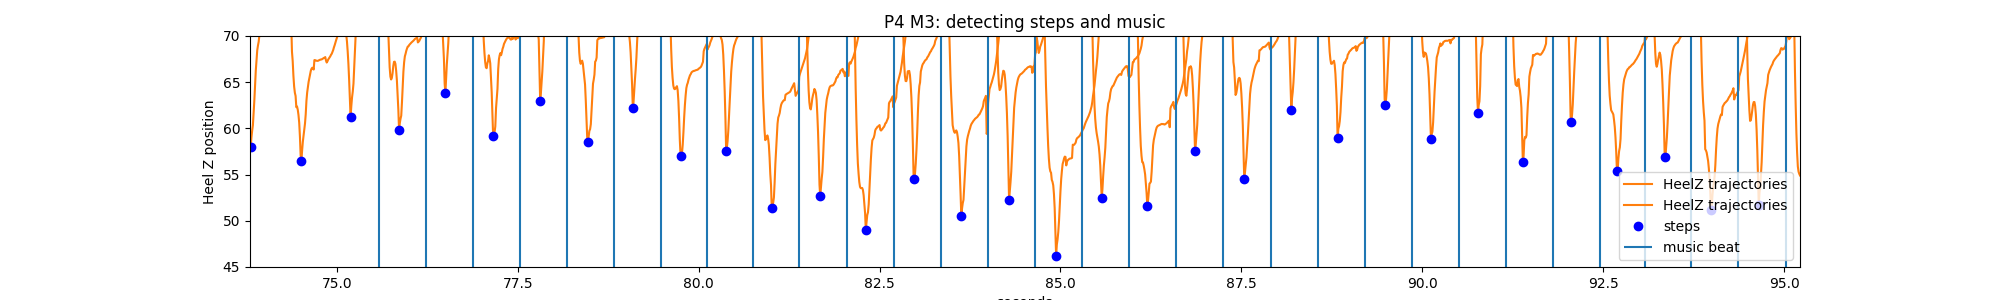 P4 M3: detecting steps and music
70
65
60
55
50
45
Heel Z position
75.0 77.5 80.0 82.5 85.0 87.5 90.0 92.5 95.0
HeelZ trajectories
HeelZ trajectories
steps
music beat